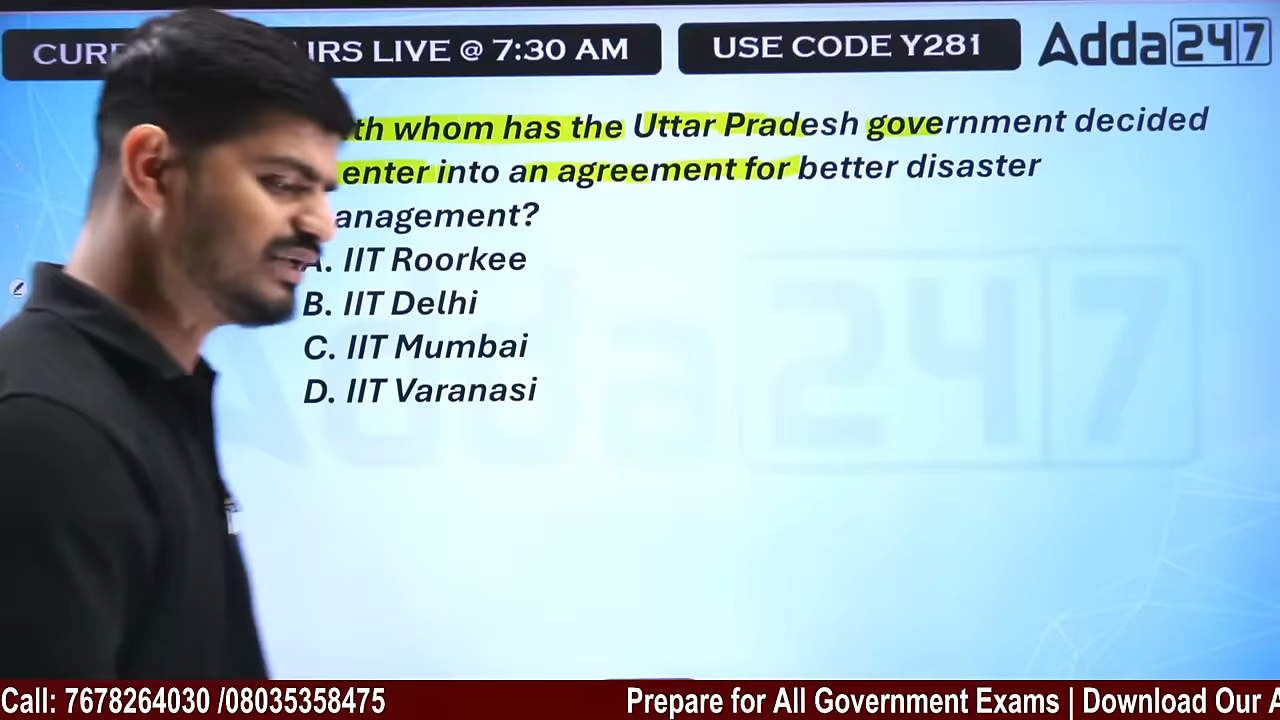 URS LIVE @ 7:30 AM
USE CODE Y281
Adda247
whom has the Uttar Pradesh government decided
enter into an agreement for better disaster
anagement?
A. IIT Roorkee
B. IIT Delhi
C. IIT Mumbai
D. IIT Varanasi
Adda247
Call: 7678264030 /08035358475
Prepare for All Government Exams | Download Our A